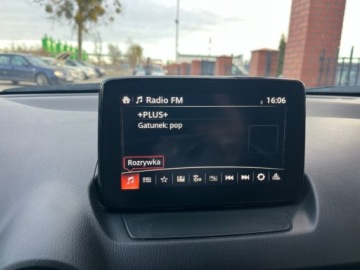 Radio FM 16:06
+PLUS+
Gatunek: pop
Rozrywka